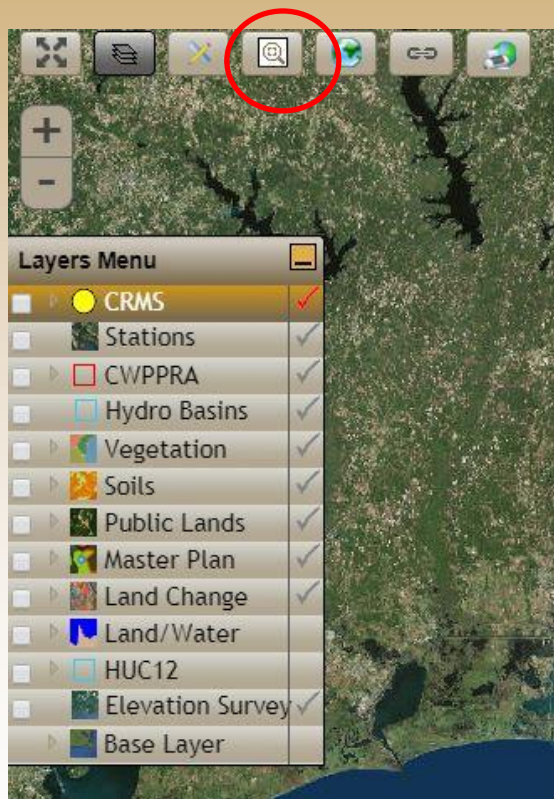 +
-
Layers Menu
CRMS
Stations
CWPPRA
Hydro Basins
Vegetation
Soils
Public Lands
Master Plan
Land Change
Land/Water
HUC12
Elevation Survey
Base Layer